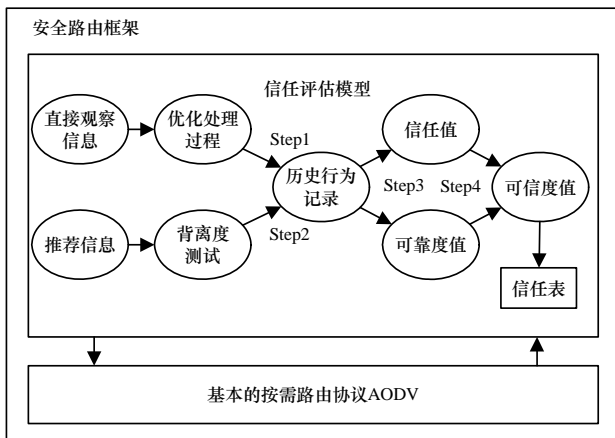 安全路由框架
信任评估模型
直接观察
信息
优化处理
过程
Step1
历史行为
记录
信任值
Step3
Step4
可信度值
推荐信息
背离度
测试
Step2
可靠度值
信任表
基本的按需路由协议AODV